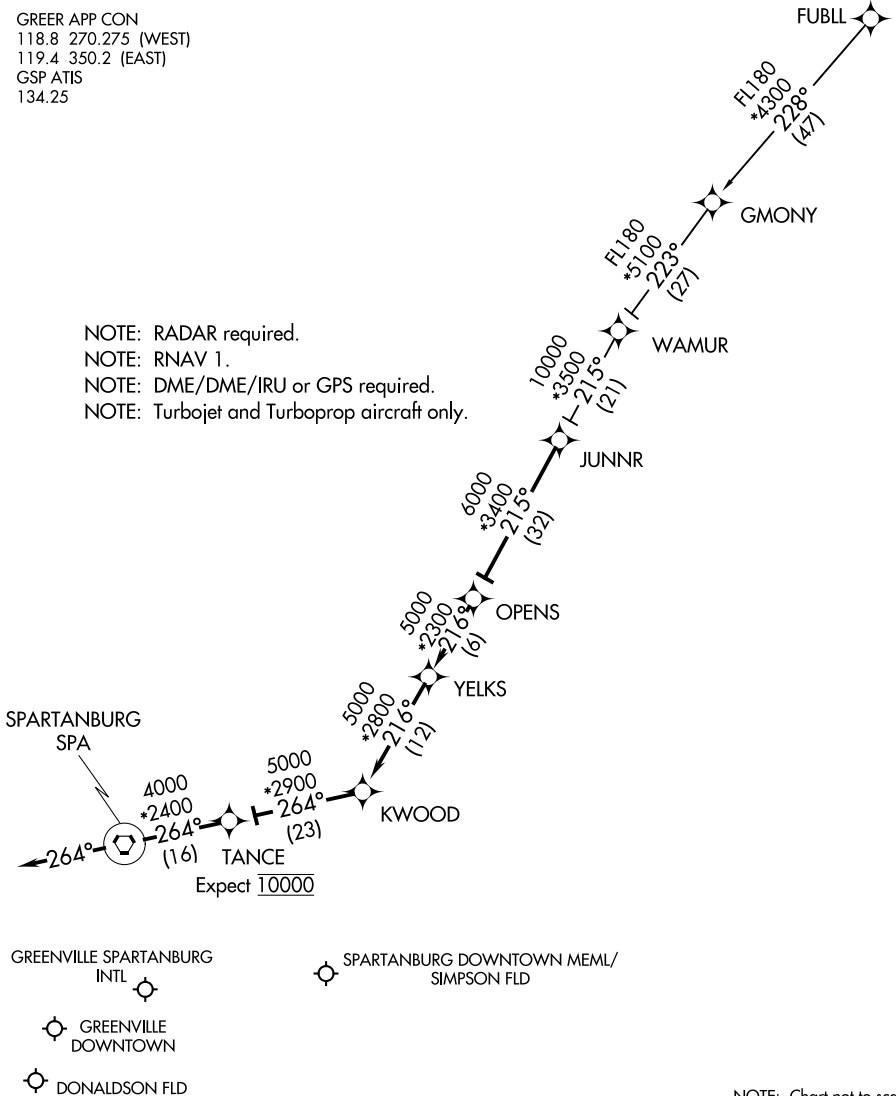 GREER APP CON
118.8 270.275 (WEST)
119.4 350.2 (EAST)
GSP ATIS
134.25
FUBLL
FL180
*4300
228°
(47)
GMONY
FL180
*5100
223°
(27)
WAMUR
NOTE: RADAR required.
NOTE: RNAV 1.
NOTE: DME/DME/IRU or GPS required.
NOTE: Turbojet and Turboprop aircraft only.
10000
*3500
215°
(21)
JUNNR
6000
*3400
215°
(32)
OPENS
5000
*2300
216°
(6)
YELKS
5000
*2800
216°
(12)
KWOOD
5000
*2900
264°
(23)
TANCE
Expect 10000
4000
*2400
264°
(16)
SPARTANBURG
SPA
264°
GREENVILLE SPARTANBURG
INTL
SPARTANBURG DOWNTOWN MEML/
SIMPSON FLD
GREENVILLE
DOWNTOWN
DONALDSON FLD
NOTE: Chart not to